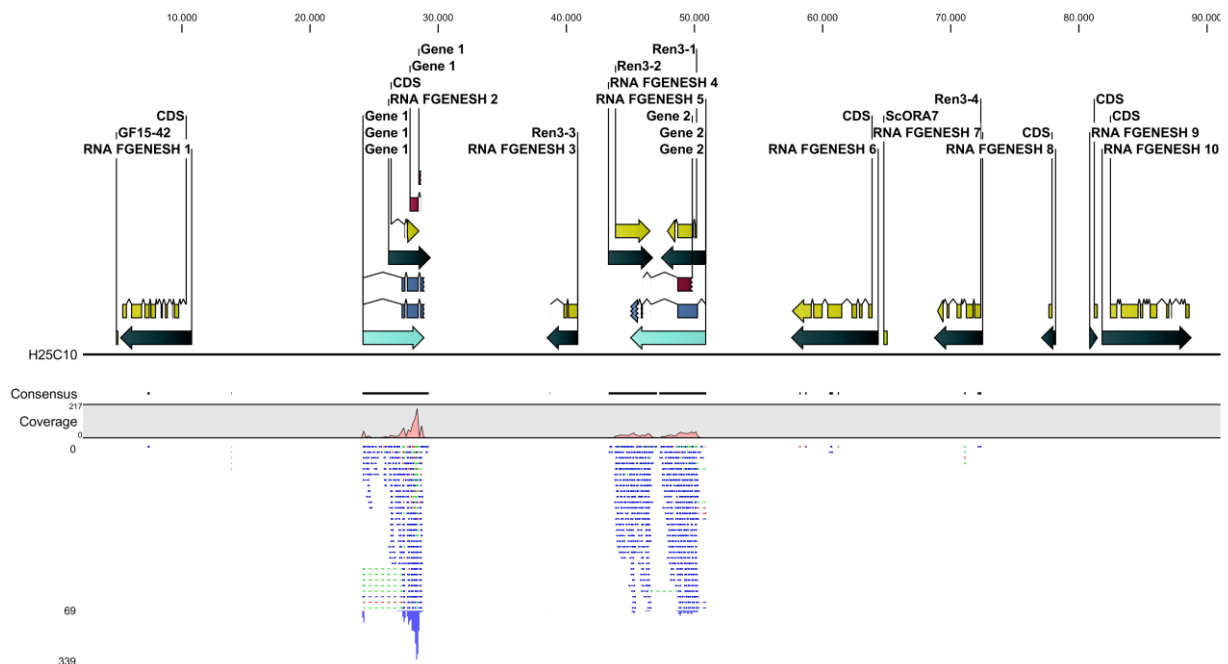 10.000 20.000 30.000 40.000 50.000 60.000 70.000 80.000 90.000
Gene 1 Ren3-1
Gene 1 Ren3-2
CDS RNA FGENESH 4 Ren3-4 CDS
CDS RNA FGENESH 2 RNA FGENESH 5 CDS ScORA7 CDS
GF15-42 Gene 1 Gene 2 RNA FGENESH 7 RNA FGENESH 9
Gene 1 Ren3-3 Gene 2 CDS
RNA FGENESH 1 Gene 1 RNA FGENESH 3 Gene 2 RNA FGENESH 6 RNA FGENESH 8 RNA FGENESH 10
H25C10
Consensus
217
Coverage
0
0
69
339